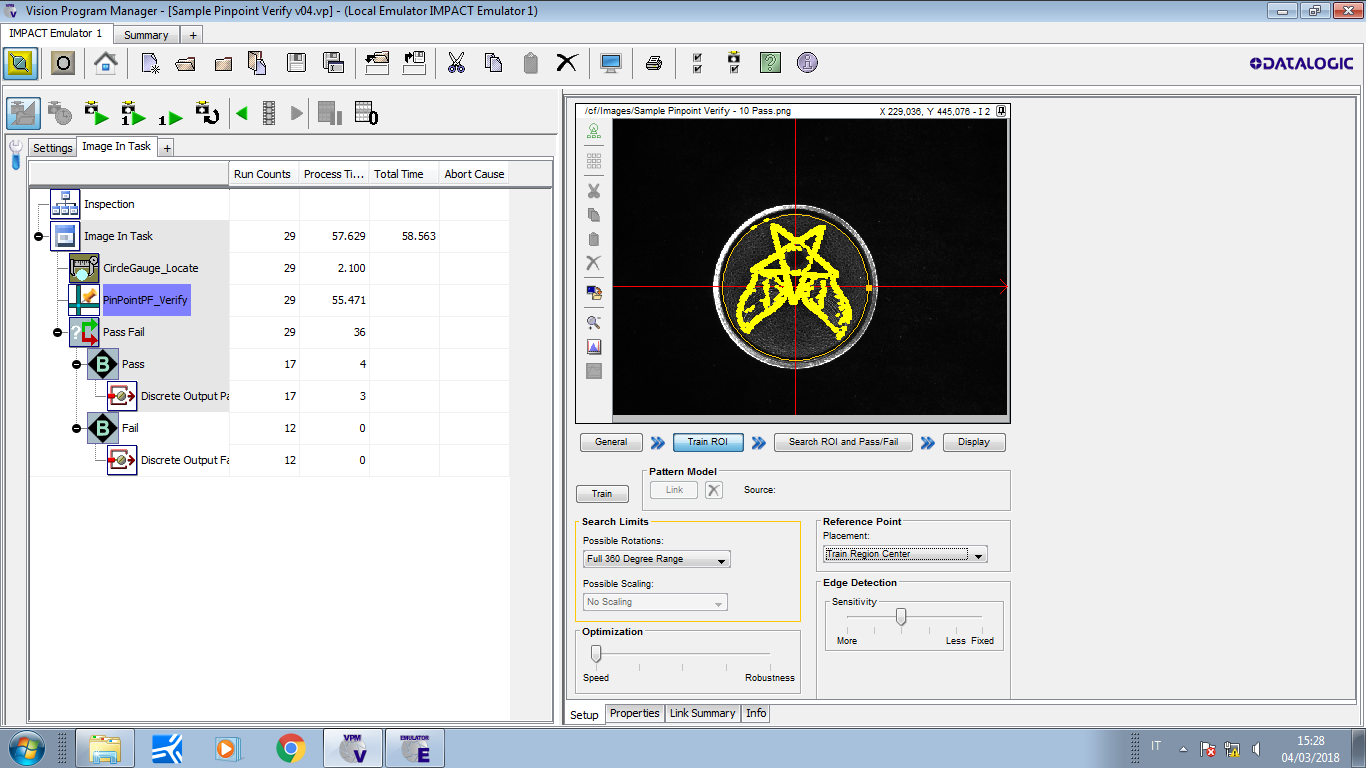 Vision Program Manager - [Sample Pinpoint Verify v04.vp] - (Local Emulator IMPACT Emulator 1)
IMPACT Emulator 1 Summary +
DATALOGIC
Settings Image In Task +
Run Counts Process Ti... Total Time Abort Cause
Inspection
Image In Task 29 57.629 58.563
CircleGauge_Locate 29 2.100
PinPointPF_Verify 29 55.471
Pass Fail 29 36
B Pass 17 4
Discrete Output Pa 17 3
B Fail 12 0
Discrete Output Fa 12 0
/cf/Images/Sample Pinpoint Verify - 10 Pass.png X 229,036, Y 445,076 - I 2
General Train ROI Search ROI and Pass/Fail Display
Pattern Model
Train Link Source:
Search Limits
Possible Rotations:
Full 360 Degree Range
Possible Scaling:
No Scaling
Optimization
Speed Robustness
Reference Point
Placement:
Train Region Center
Edge Detection
Sensitivity
More Less Fixed
Setup Properties Link Summary Info
VPM V EMULATOR E
IT 15:28
04/03/2018